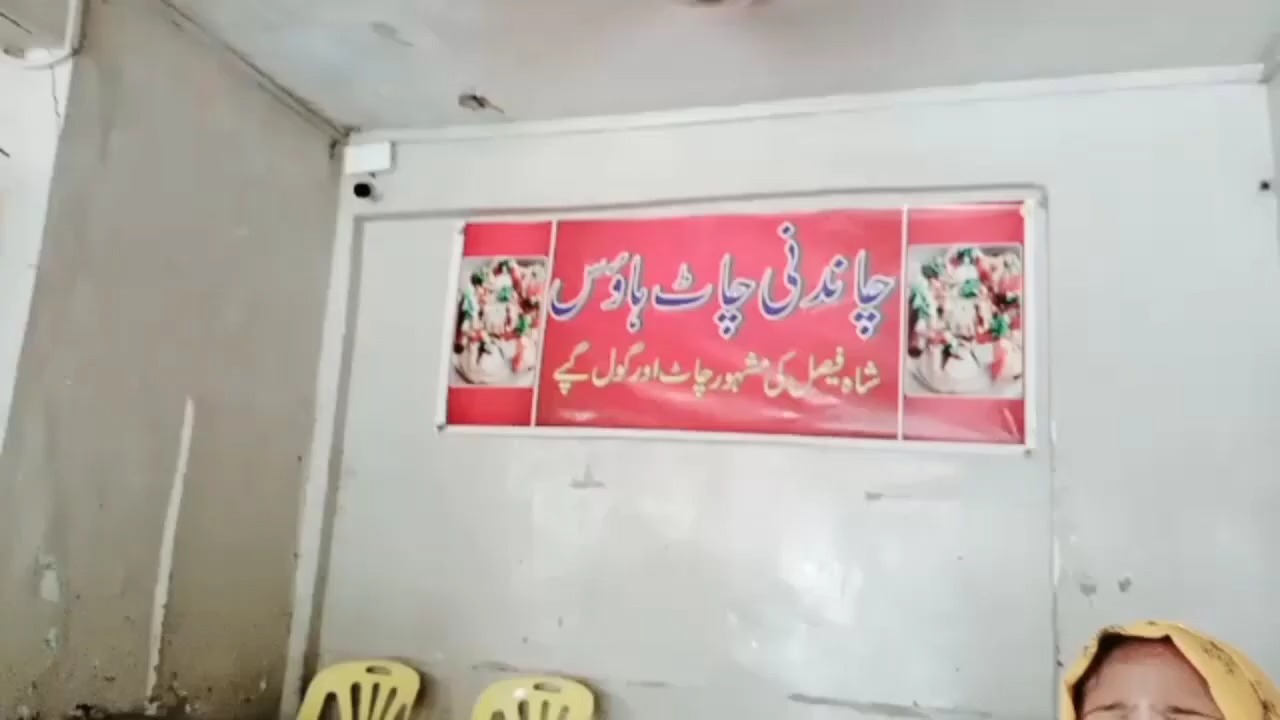 چاندنی چاٹ ہاؤس
شاہ فیصل کی مشہور چاٹ اور گول گپے